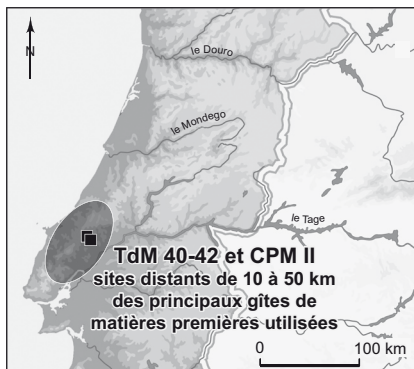 N
le Douro
le Mondego
le Tage
TdM 40-42 et CPM II
sites distants de 10 à 50 km
des principaux gîtes de
matières premières utilisées
0 100 km